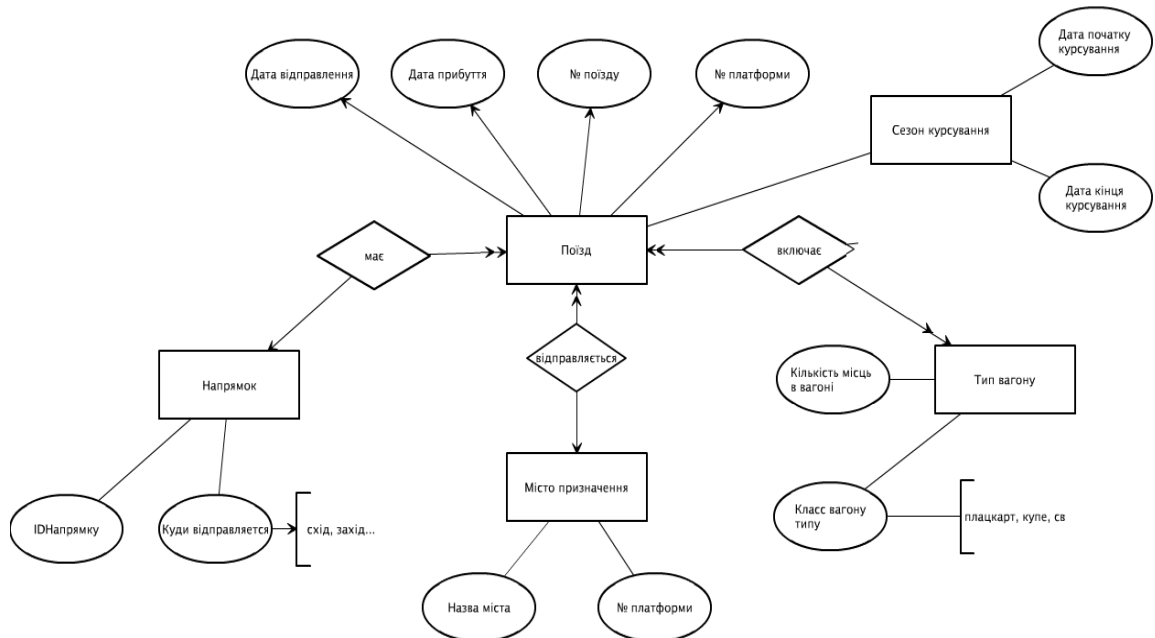 Дата початку
курсування
Дата відправлення
Дата прибуття
№ поїзду
№ платформи
Сезон курсування
Дата кінця
курсування
має
Поїзд
включає
відправляється
Напрямок
Кількість місць
в вагоні
Тип вагону
Місто призначення
IDНапрямку
Куди відправляется
схід, захід...
Класс вагону
типу
плацкарт, купе, св
Назва міста
№ платформи